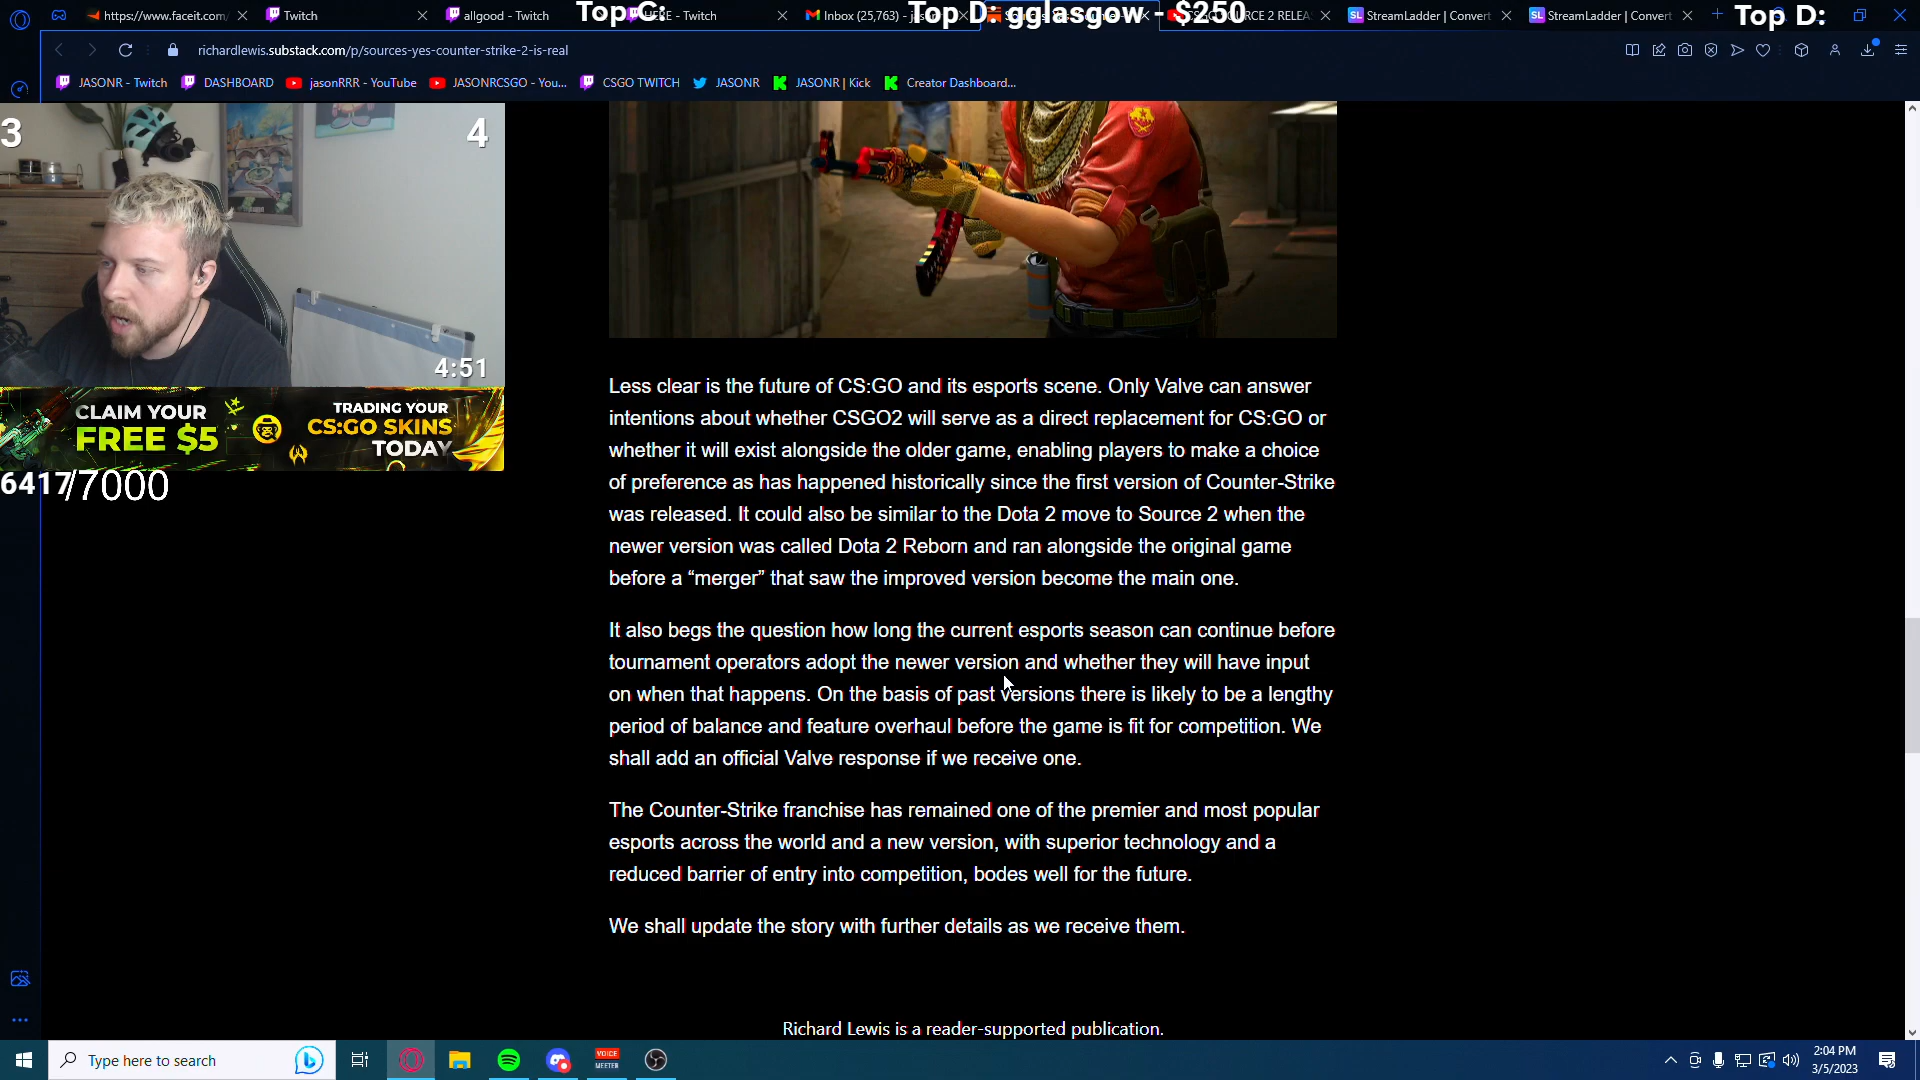 https://www.faceit.com/
Twitch
allgood - Twitch
Top C:
HERE - Twitch
Inbox (25,763) -
Top D: gglasgow - $250
StreamLadder | Convert
StreamLadder | Convert
Top D:
richardlewis.substack.com/p/sources-yes-counter-strike-2-is-real
JASONR - Twitch
DASHBOARD
jasonRRR - YouTube
JASONRCSGO - You...
CSGO TWITCH
JASONR
JASONR | Kick
Creator Dashboard...
3
4
4:51
CLAIM YOUR
FREE $5
TRADING YOUR
CS:GO SKINS
TODAY
6417/7000
Less clear is the future of CS:GO and its esports scene. Only Valve can answer
intentions about whether CSGO2 will serve as a direct replacement for CS:GO or
whether it will exist alongside the older game, enabling players to make a choice
of preference as has happened historically since the first version of Counter-Strike
was released. It could also be similar to the Dota 2 move to Source 2 when the
newer version was called Dota 2 Reborn and ran alongside the original game
before a “merger” that saw the improved version become the main one.
It also begs the question how long the current esports season can continue before
tournament operators adopt the newer version and whether they will have input
on when that happens. On the basis of past versions there is likely to be a lengthy
period of balance and feature overhaul before the game is fit for competition. We
shall add an official Valve response if we receive one.
The Counter-Strike franchise has remained one of the premier and most popular
esports across the world and a new version, with superior technology and a
reduced barrier of entry into competition, bodes well for the future.
We shall update the story with further details as we receive them.
Richard Lewis is a reader-supported publication.
Type here to search
VOICE
MEETER
2:04 PM
3/5/2023